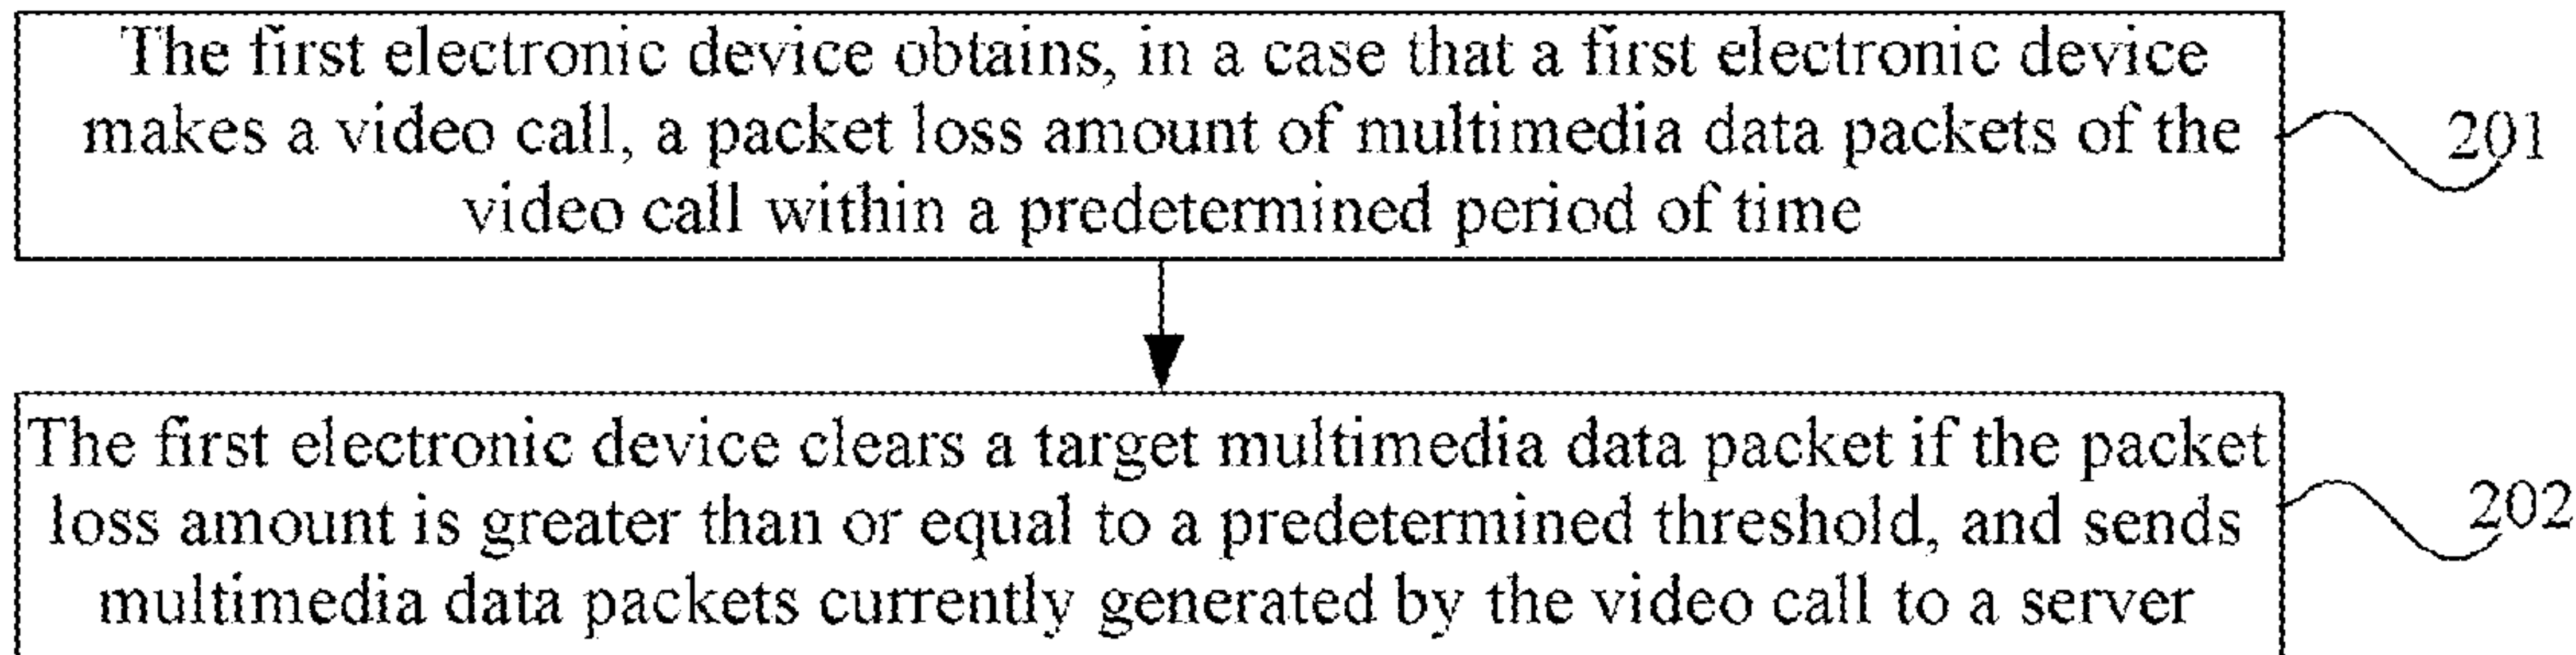 The first electronic device obtains, in a case that a first electronic device
makes a video call, a packet loss amount of multimedia data packets of the
video call within a predetermined period of time
201
The first electronic device clears a target multimedia data packet if the packet
loss amount is greater than or equal to a predetermined threshold, and sends
multimedia data packets currently generated by the video call to a server
202